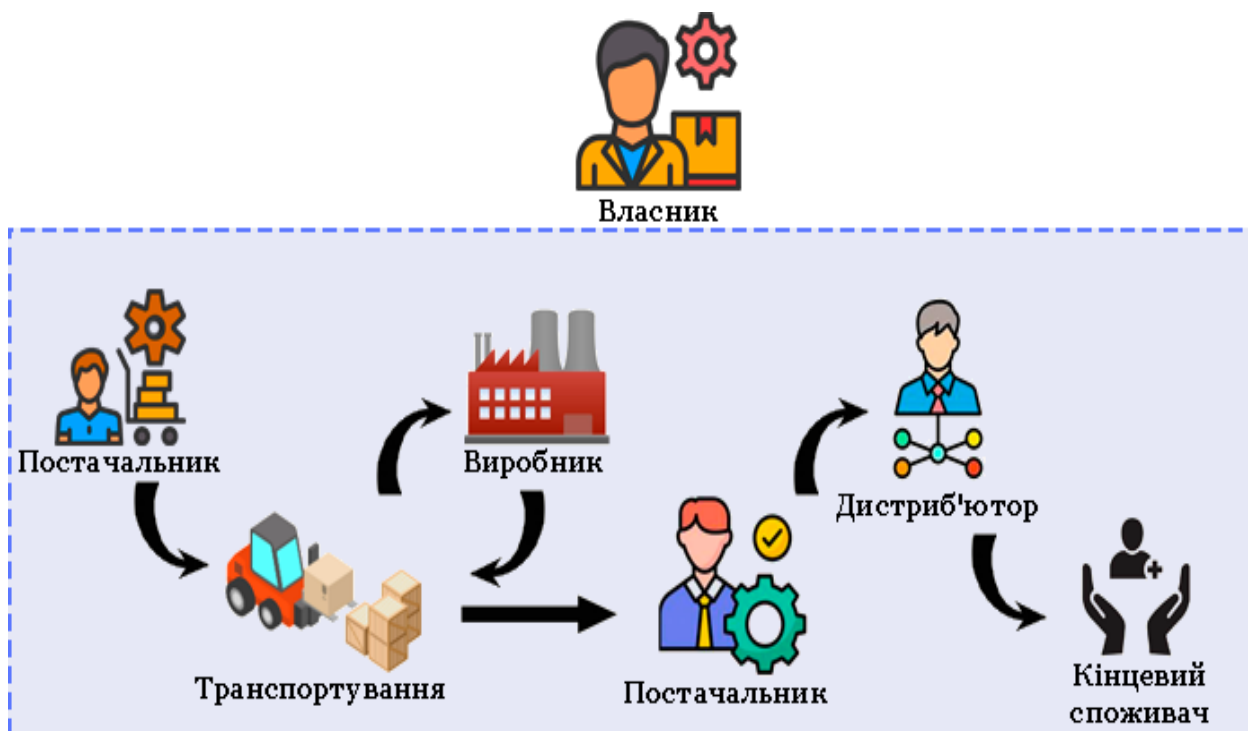 Власник
Постачальник
Виробник
Дистриб'ютор
Транспортування
Постачальник
Кінцевий
споживач